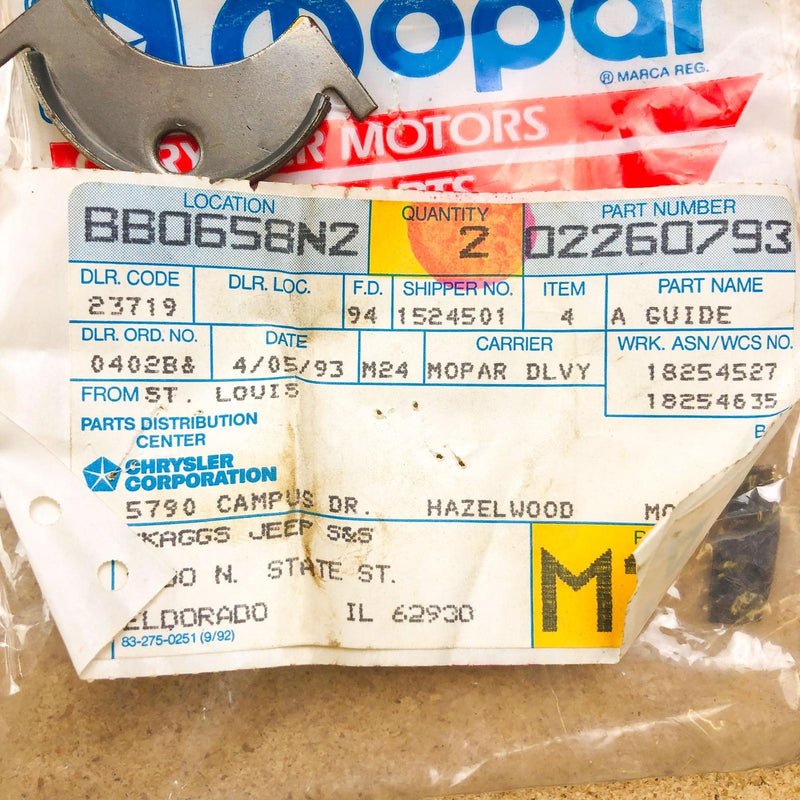 mopar
® MARCA REG.
MOTORS
PARTS
LOCATION QUANTITY PART NUMBER
BB0658N2 2 02260793
DLR. CODE DLR. LOC. F.D. SHIPPER NO. ITEM PART NAME
23719 94 1524501 4 A GUIDE
DLR. ORD. NO. DATE CARRIER WRK. ASN/WCS NO.
0402B& 4/05/93 M24 MOPAR DLVY 18254527
18254635
FROM ST. LOUIS
PARTS DISTRIBUTION
CENTER
CHRYSLER
CORPORATION
5790 CAMPUS DR. HAZELWOOD MO
SKAGGS JEEP S&S
N. STATE ST.
ELDORADO IL 62930
83-275-0251 (9/92)